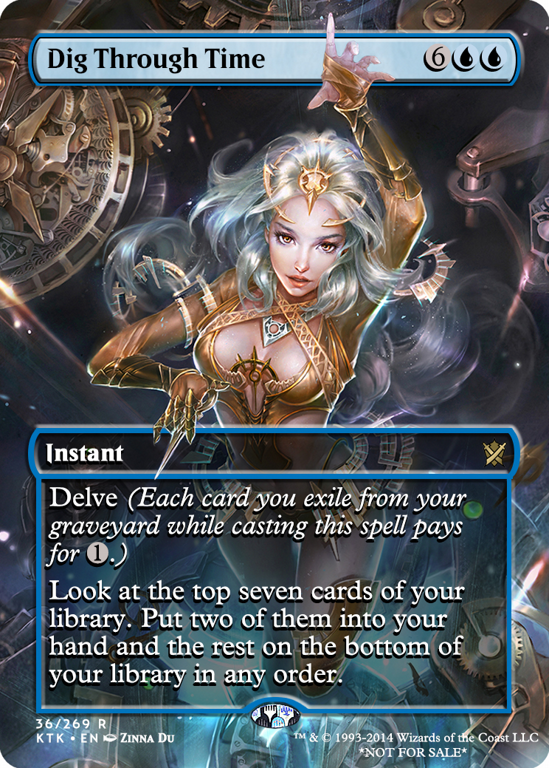 Dig Through Time 6
Instant
Delve (Each card you exile from your
graveyard while casting this spell pays
for 1.)
Look at the top seven cards of your
library. Put two of them into your
hand and the rest on the bottom of
your library in any order.
36/269 R
KTK • EN Zinna Du
™ & © 1993-2014 Wizards of the Coast LLC
*NOT FOR SALE*